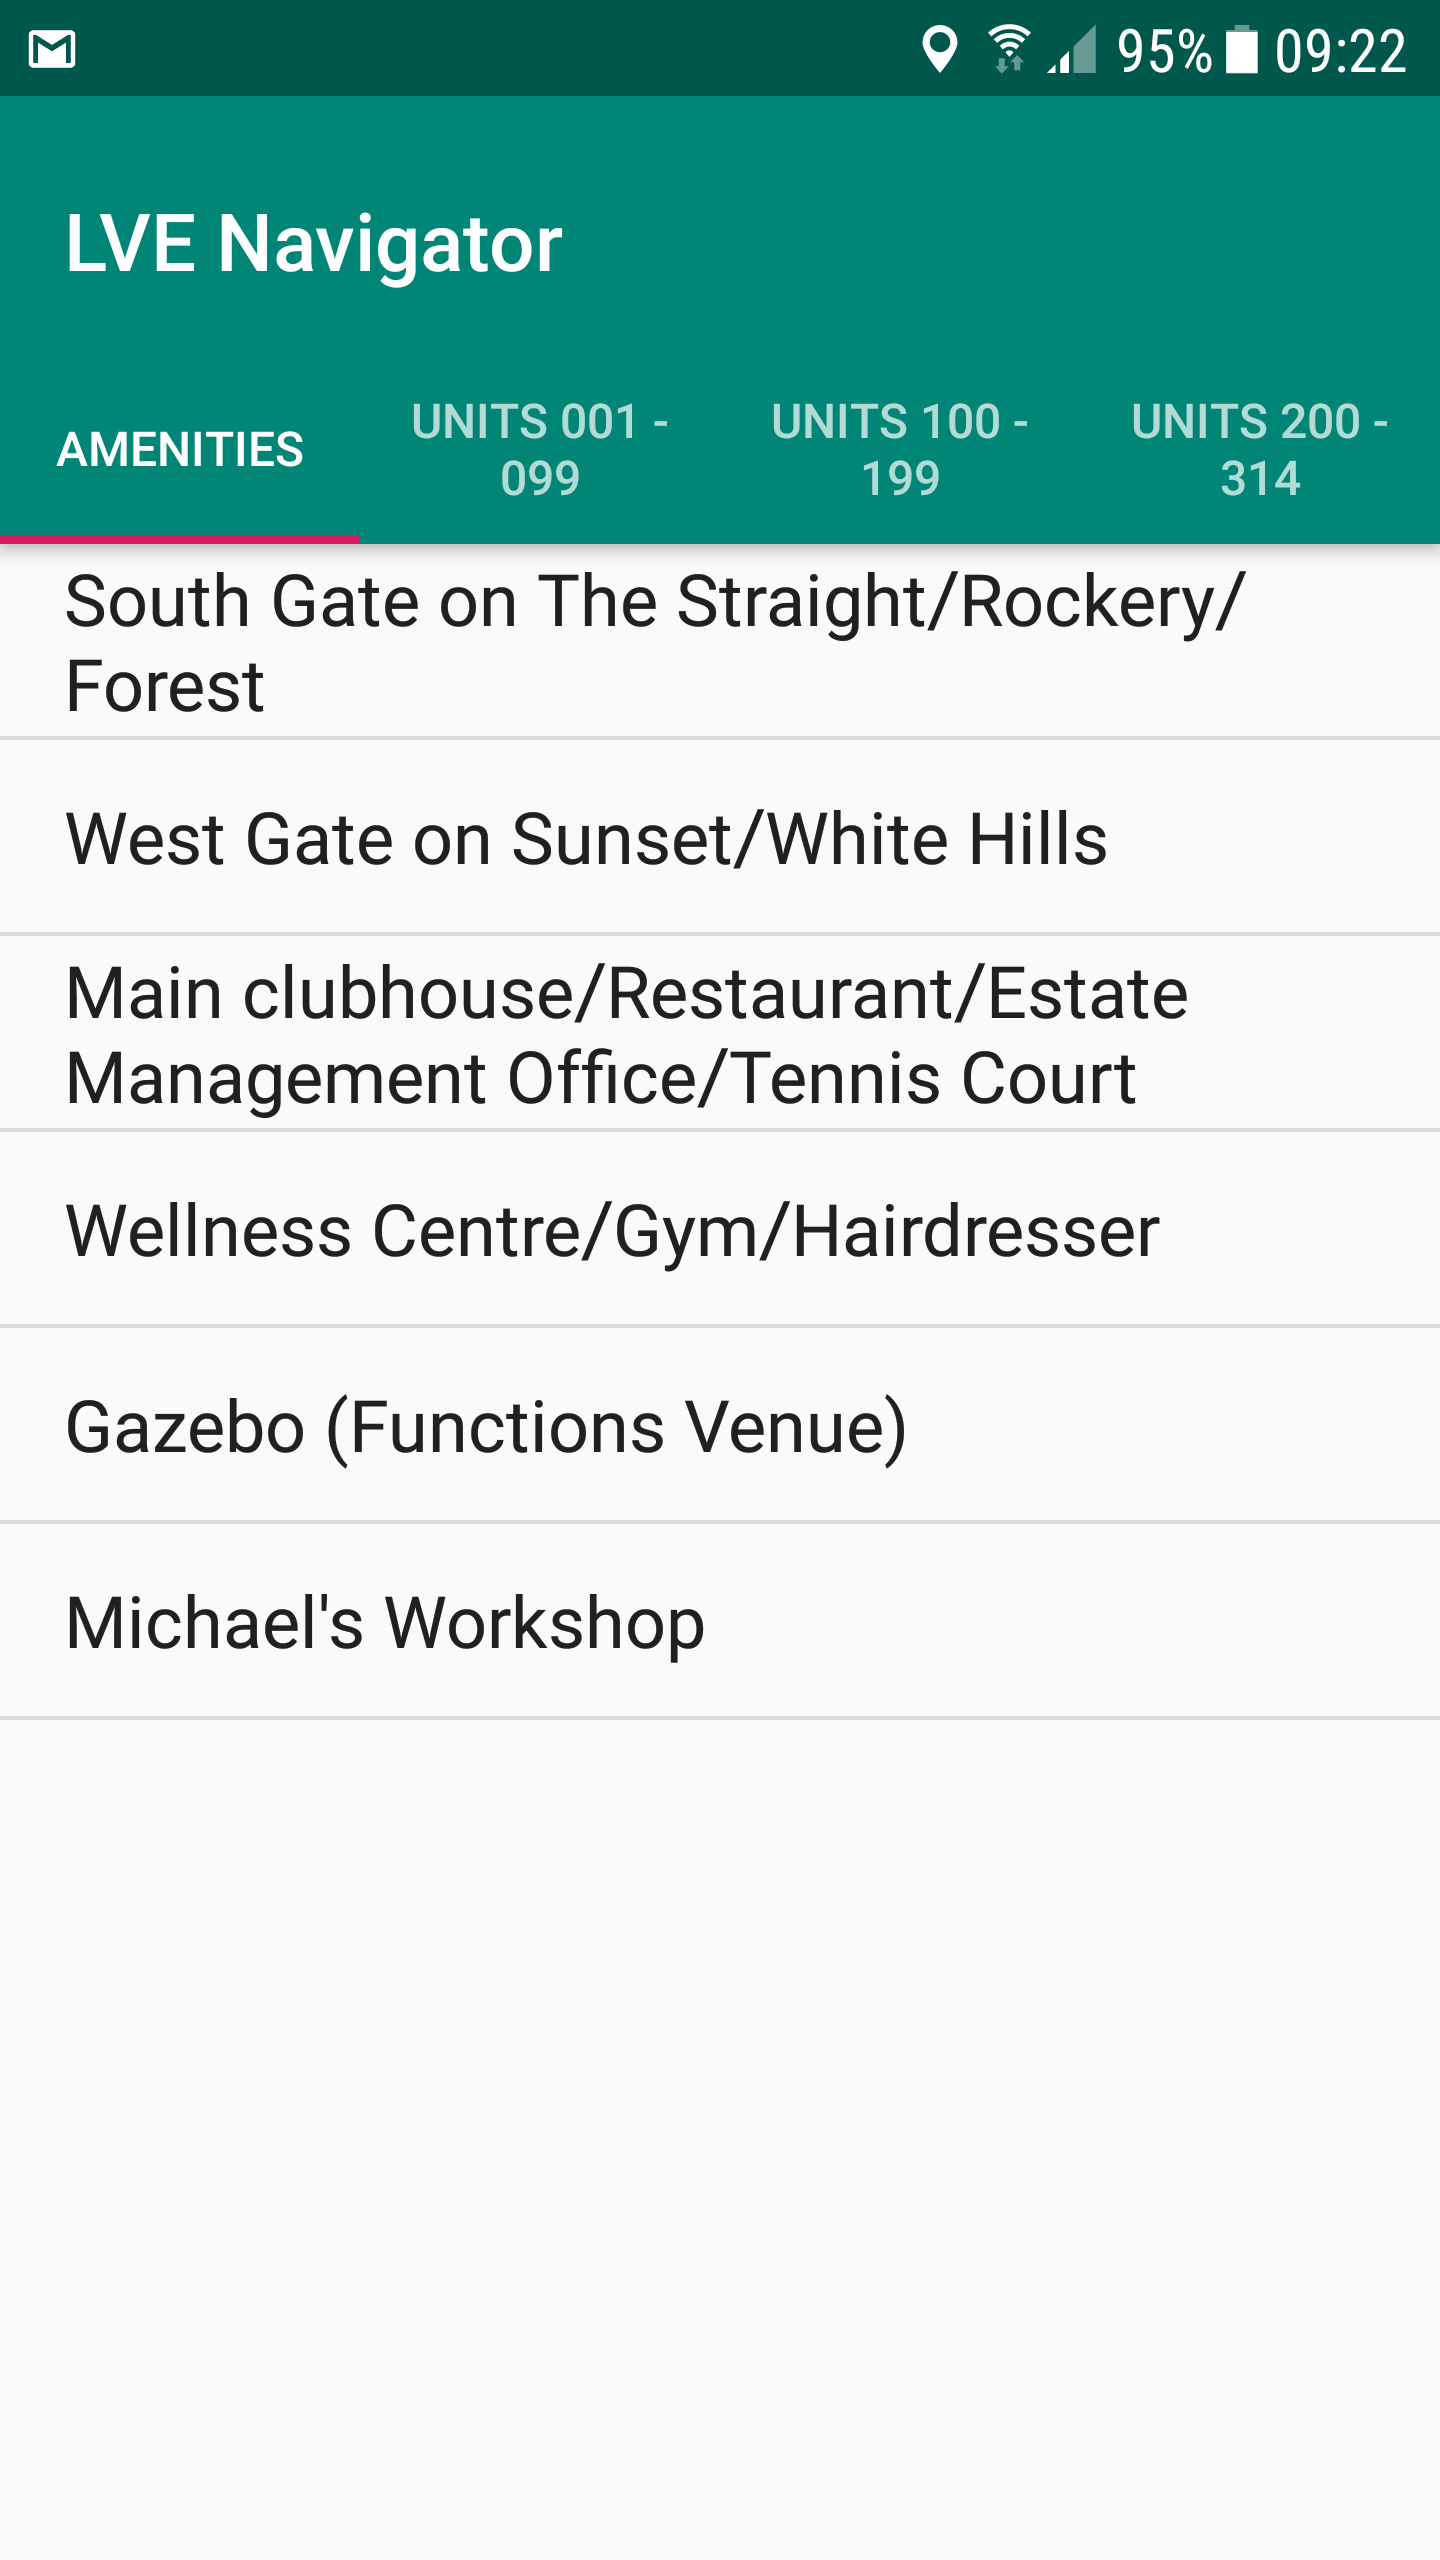 95% 09:22
LVE Navigator
AMENITIES
UNITS 001 -
099
UNITS 100 -
199
UNITS 200 -
314
South Gate on The Straight/Rockery/
Forest
West Gate on Sunset/White Hills
Main clubhouse/Restaurant/Estate
Management Office/Tennis Court
Wellness Centre/Gym/Hairdresser
Gazebo (Functions Venue)
Michael's Workshop